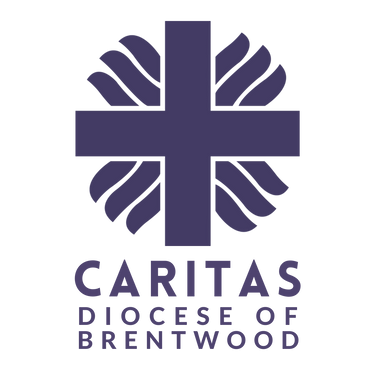 CARITAS
DIOCESE OF
BRENTWOOD